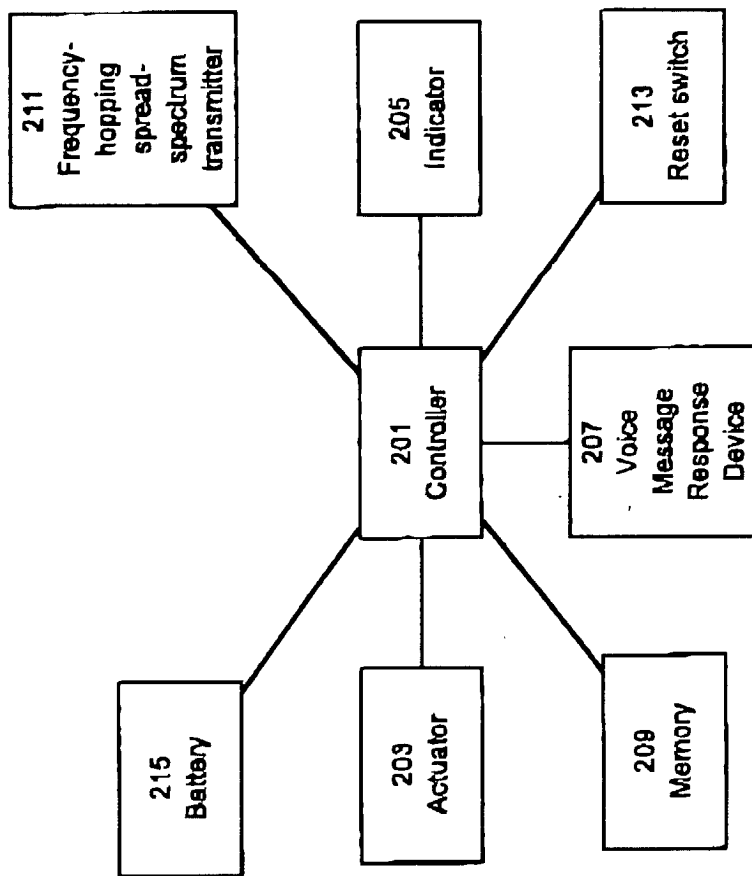 215
Battery
211
Frequency-
hopping
spread-
spectrum
transmitter
203
Actuator
201
Controller
205
Indicator
209
Memory
207
Voice
Message
Response
Device
213
Reset switch